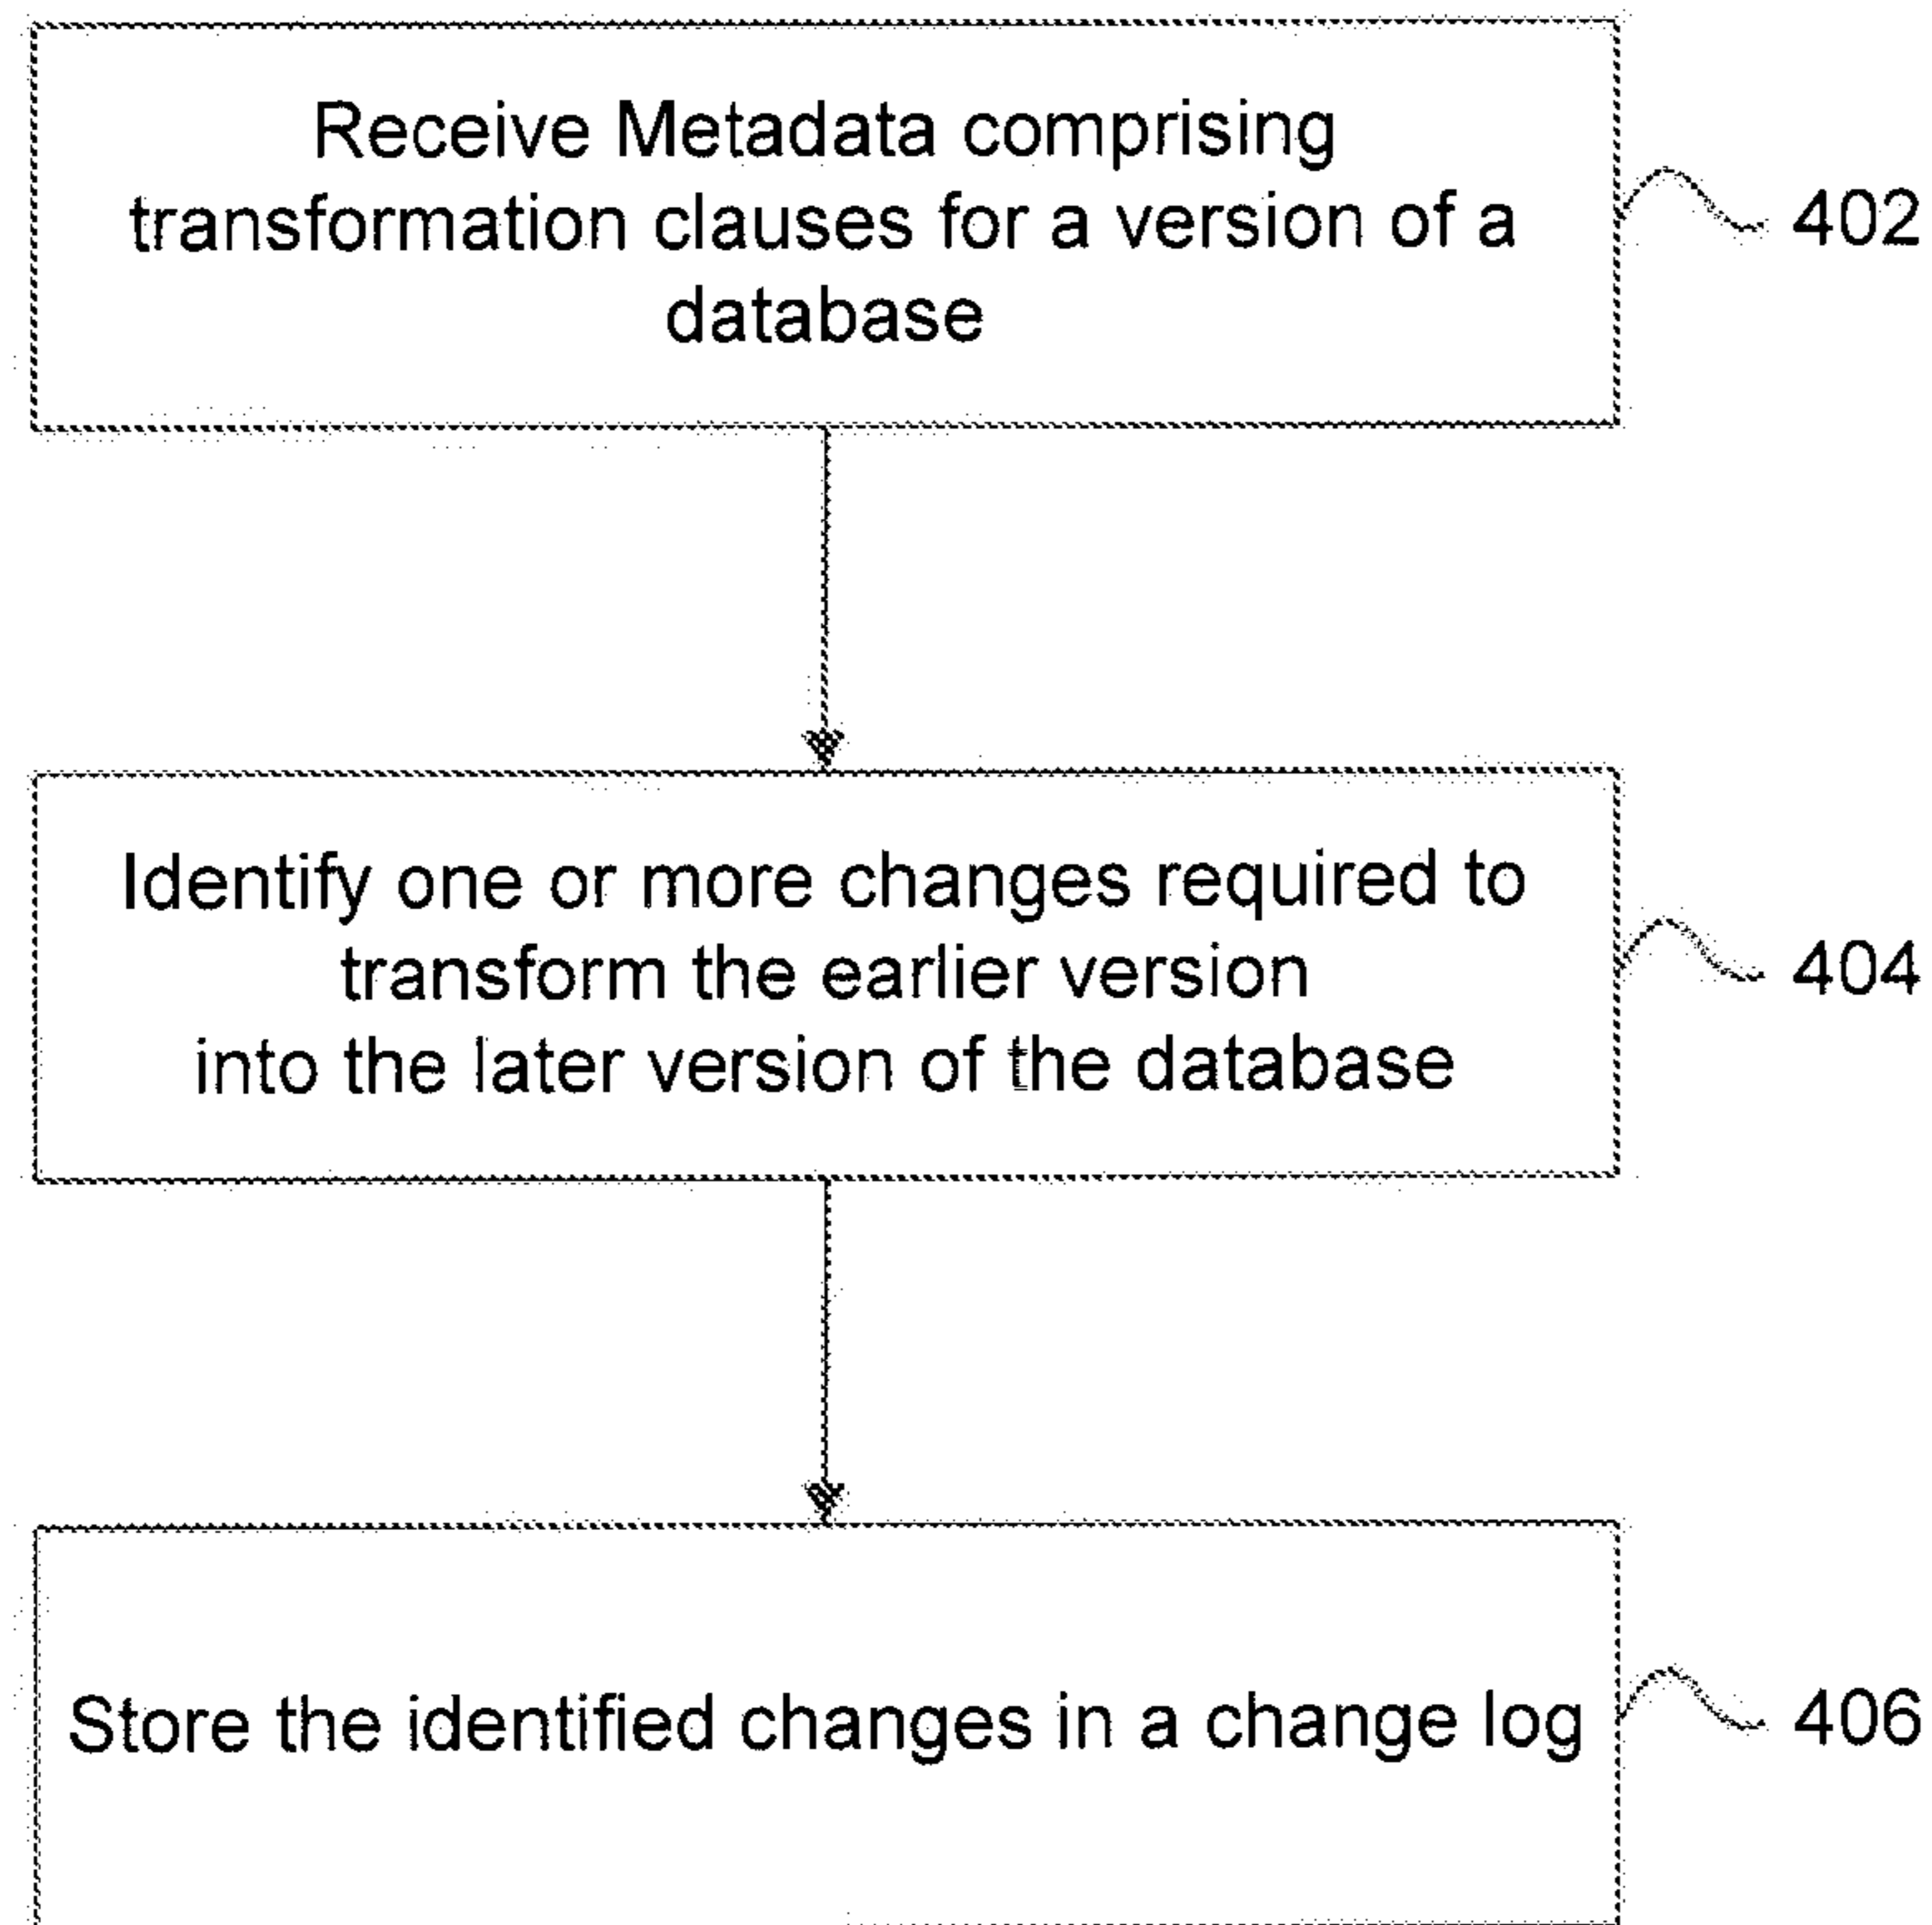 Receive Metadata comprising
transformation clauses for a version of a
database
402
Identify one or more changes required to
transform the earlier version
into the later version of the database
404
Store the identified changes in a change log
406